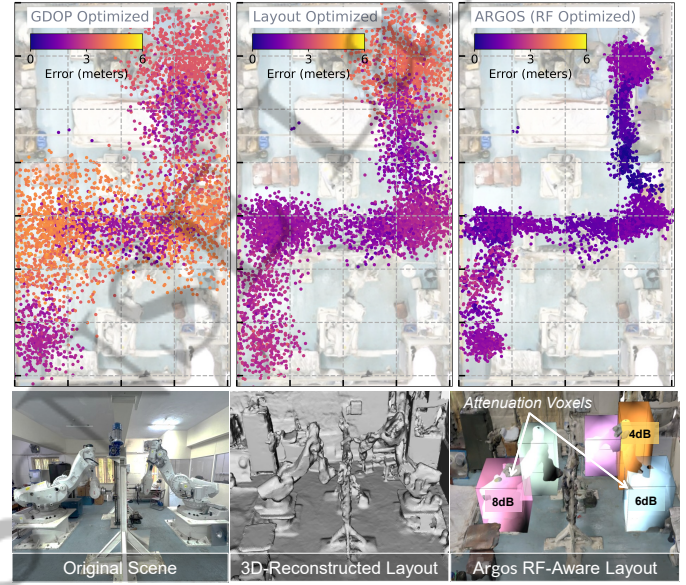 GDOP Optimized
0 3 6
Error (meters)
Layout Optimized
0 3 6
Error (meters)
ARGOS (RF Optimized)
0 3 6
Error (meters)
Original Scene
3D-Reconstructed Layout
Attenuation Voxels
4dB
8dB
6dB
Argos RF-Aware Layout